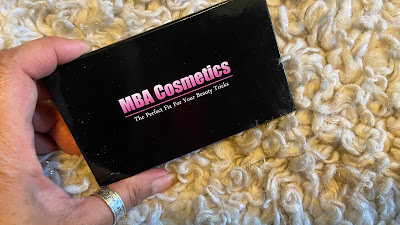 MBA Cosmetics
The Perfect Fix For Your Beauty Tricks